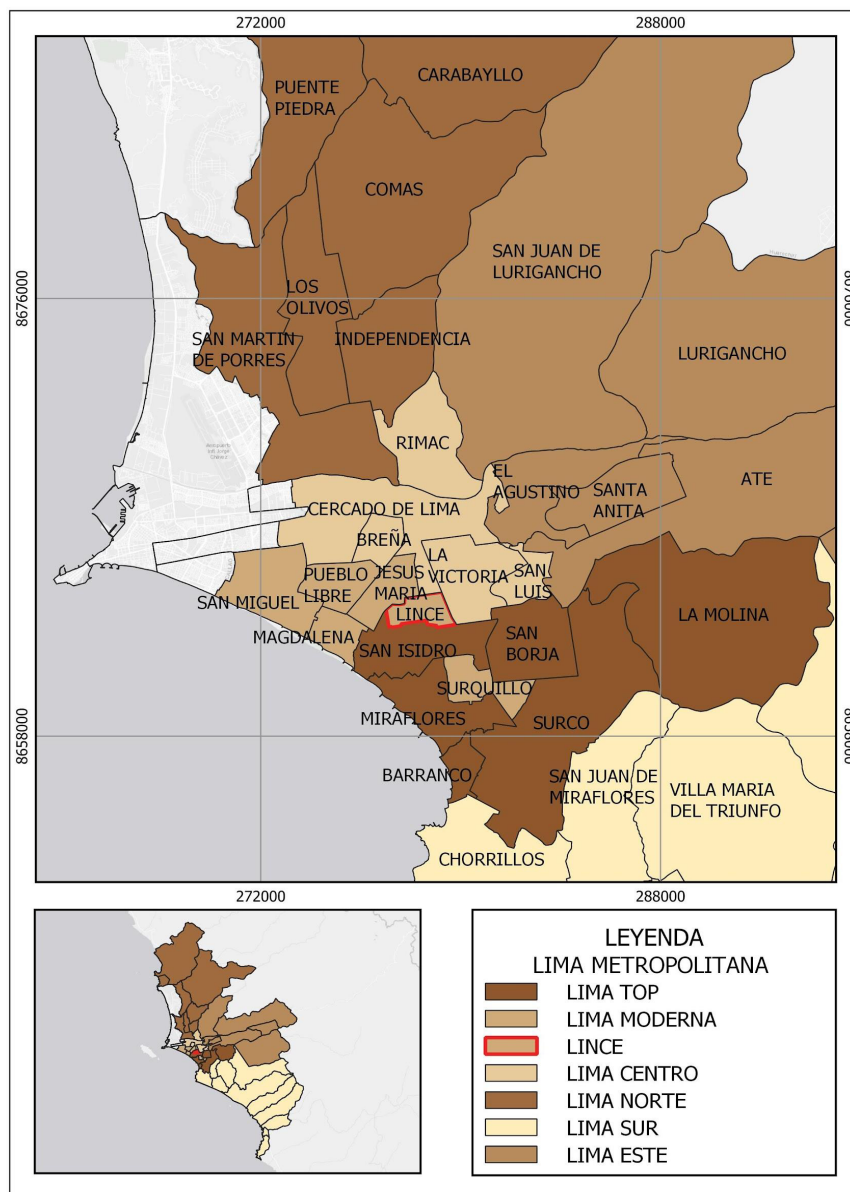 272000
288000
CARABAYLLO
PUENTE
PIEDRA
COMAS
SAN JUAN DE
LURIGANCHO
8676000
8676000
LOS
OLIVOS
SAN MARTIN
DE PORRES
INDEPENDENCIA
LURIGANCHO
RIMAC
EL
AGUSTINO
SANTA
ANITA
ATE
CERCADO DE LIMA
BREÑA
LA
VICTORIA
SAN
LUIS
JESUS
MARIA
PUEBLO
LIBRE
SAN MIGUEL
LINCE
LA MOLINA
MAGDALENA
SAN ISIDRO
SAN
BORJA
SURQUILLO
MIRAFLORES
SURCO
8658000
8658000
BARRANCO
SAN JUAN DE
MIRAFLORES
VILLA MARIA
DEL TRIUNFO
CHORRILLOS
272000
288000
LEYENDA
LIMA METROPOLITANA
LIMA TOP
LIMA MODERNA
LINCE
LIMA CENTRO
LIMA NORTE
LIMA SUR
LIMA ESTE